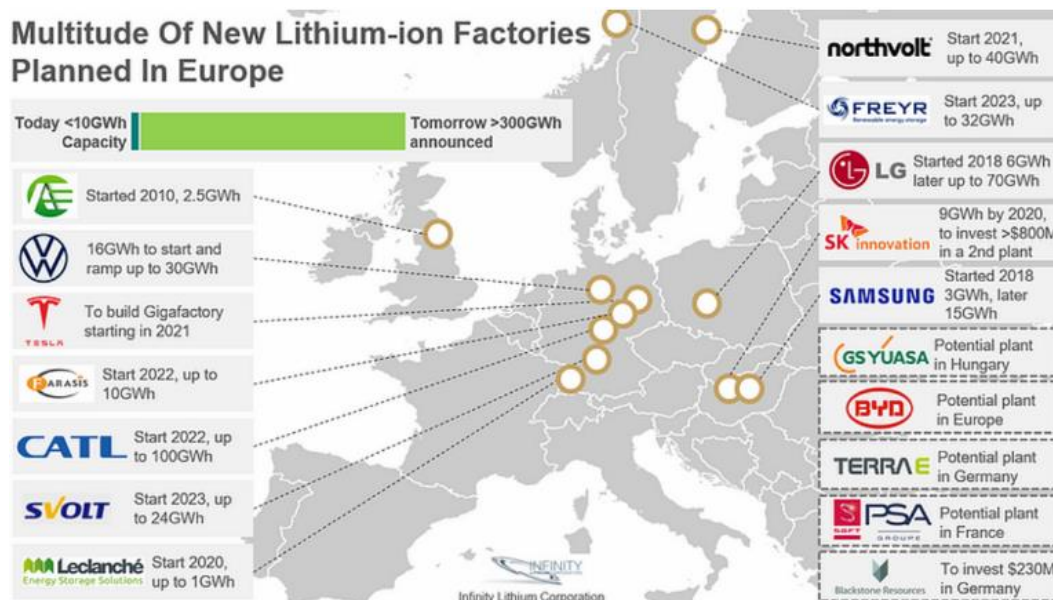 Multitude Of New Lithium-ion Factories
Planned In Europe
Today <10GWh
Capacity
Tomorrow >300GWh
announced
Started 2010, 2.5GWh
16GWh to start and
ramp up to 30GWh
TESLA
To build Gigafactory
starting in 2021
FARASIS
Start 2022, up to
10GWh
CATL
Start 2022, up
to 100GWh
SVOLT
Start 2023, up
to 24GWh
Leclanché
Energy Storage Solutions
Start 2020,
up to 1GWh
northvolt
Start 2021,
up to 40GWh
FREYR
Renewable energy storage
Start 2023, up
to 32GWh
LG
Started 2018 6GWh
later up to 70GWh
SK innovation
9GWh by 2020,
to invest >$800M
in a 2nd plant
SAMSUNG
Started 2018
3GWh, later
15GWh
GS YUASA
Potential plant
in Hungary
BYD
Potential plant
in Europe
TERRA E
Potential plant
in Germany
SAFT
PSA
GROUPE
Potential plant
in France
Blackstone Resources
To invest $230M
in Germany
INFINITY
Infinity Lithium Corporation